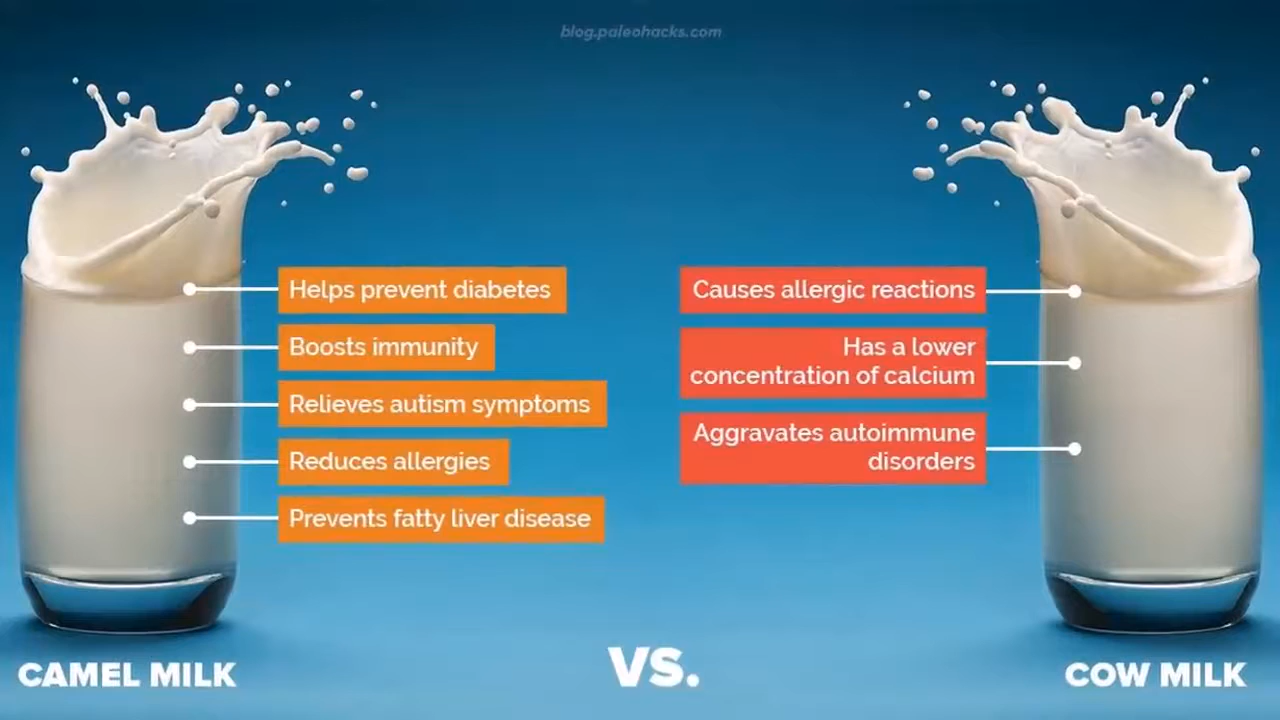 blog.paleohacks.com
Helps prevent diabetes
Boosts immunity
Relieves autism symptoms
Reduces allergies
Prevents fatty liver disease
CAMEL MILK
VS.
Causes allergic reactions
Has a lower
concentration of calcium
Aggravates autoimmune
disorders
COW MILK